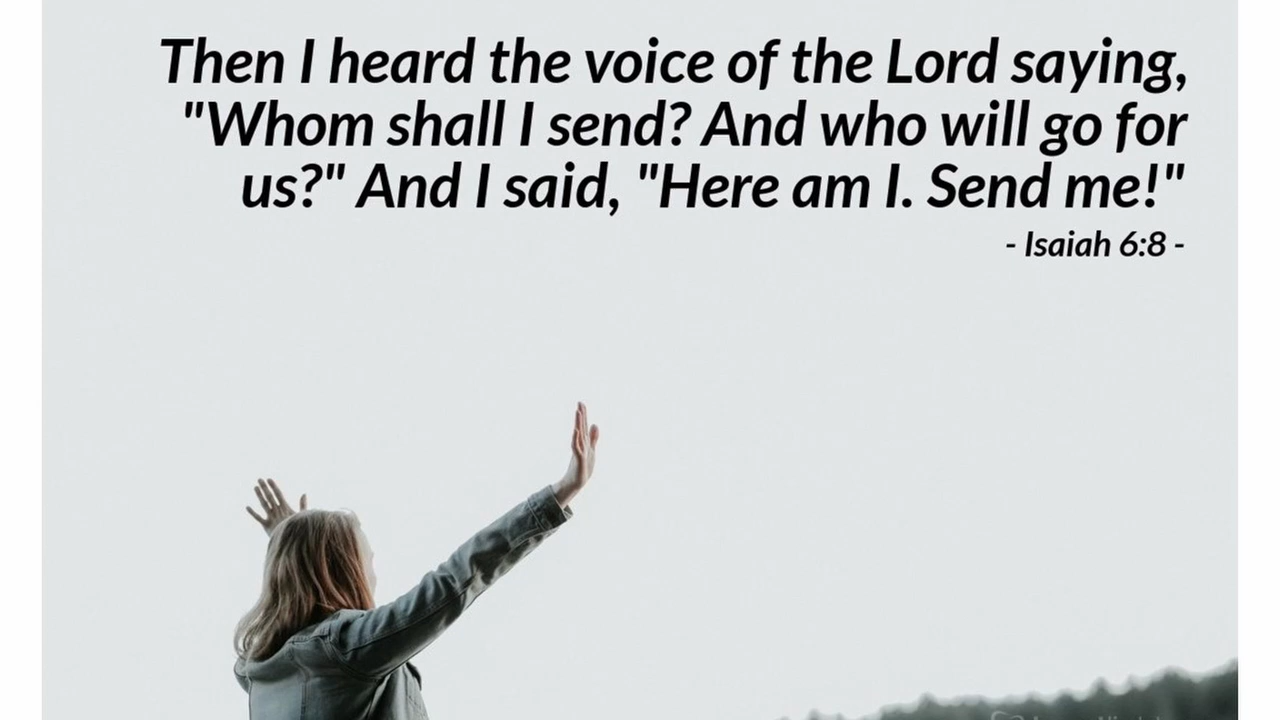 Then I heard the voice of the Lord saying,
"Whom shall I send? And who will go for
us?" And I said, "Here am I. Send me!"
- Isaiah 6:8 -